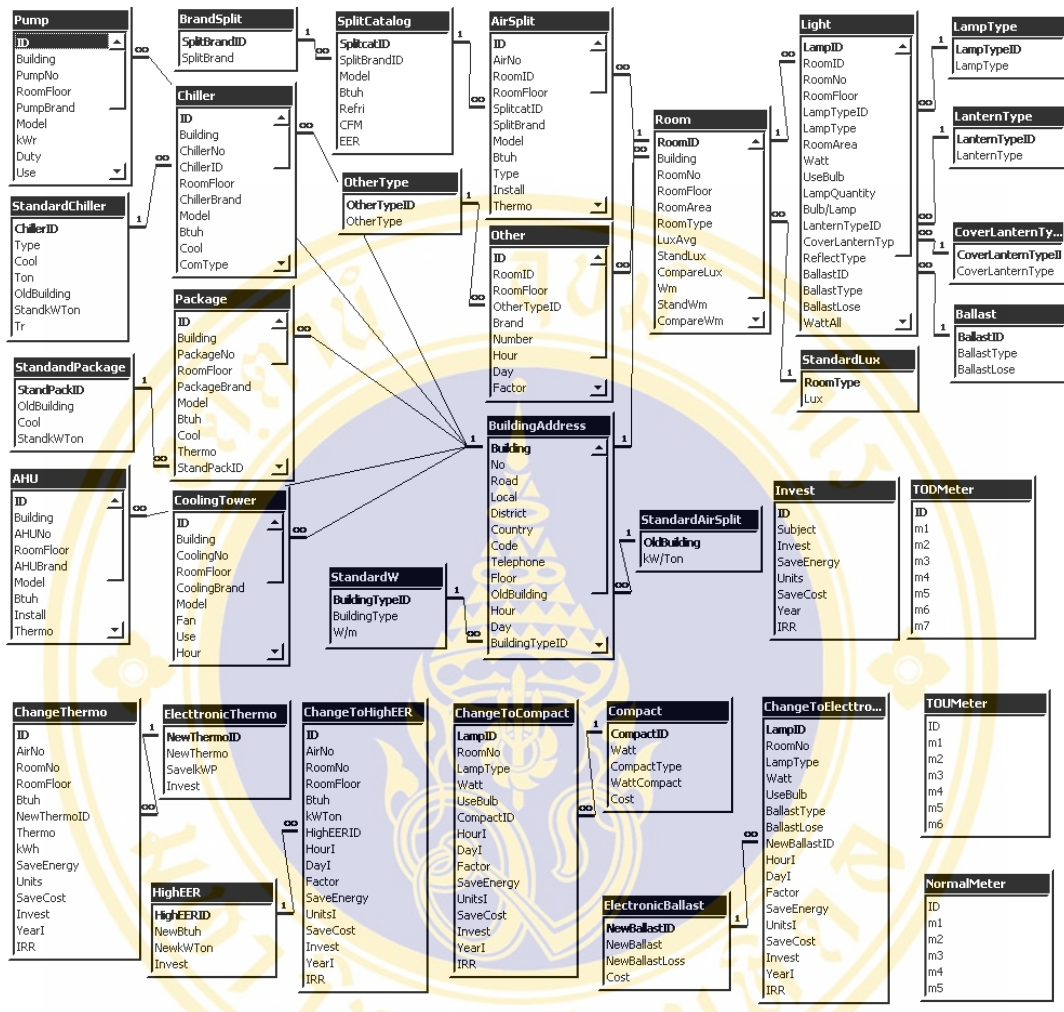 Pump
ID
Building
PumpNo
RoomFloor
PumpBrand
Model
kWr
Duty
Use
BrandSplit
SplitBrandID
SplitBrand
SplitCatalog
SplitcatID
SplitBrandID
Model
Btuh
Refri
CFM
EER
AirSplit
ID
AirNo
RoomID
RoomFloor
SplitcatID
SplitBrand
Model
Btuh
Type
Install
Thermo
Light
LampID
RoomID
RoomNo
RoomFloor
LampTypeID
LampType
RoomArea
Watt
UseBulb
LampQuantity
Bulb/Lamp
LanternTypeID
CoverLanternTyp
ReflectType
BallastID
BallastType
BallastLose
WattAll
LampType
LampTypeID
LampType
Chiller
ID
Building
ChillerNo
ChillerID
RoomFloor
ChillerBrand
Model
Btuh
Cool
ComType
Room
RoomID
Building
RoomNo
RoomFloor
RoomArea
RoomType
LuxAvg
StandLux
CompareLux
Wm
StandWm
CompareWm
LanternType
LanternTypeID
LanternType
StandardChiller
ChillerID
Type
Cool
Ton
OldBuilding
StandkWTon
Tr
OtherType
OtherTypeID
OtherType
Other
ID
RoomID
RoomFloor
OtherTypeID
Brand
Number
Hour
Day
Factor
CoverLanternTy...
CoverLanternTypeII
CoverLanternType
Package
ID
Building
PackageNo
RoomFloor
PackageBrand
Model
Btuh
Cool
Thermo
StandPackID
Ballast
BallastID
BallastType
BallastLose
StandardLux
RoomType
Lux
StandandPackage
StandPackID
OldBuilding
Cool
StandkWTon
BuildingAddress
Building
No
Road
Local
District
Country
Code
Telephone
Floor
OldBuilding
Hour
Day
BuildingTypeID
AHU
ID
Building
AHUNo
RoomFloor
AHUBrand
Model
Btuh
Install
Thermo
CoolingTower
ID
Building
CoolingNo
RoomFloor
CoolingBrand
Model
Fan
Use
Hour
StandardAirSplit
OldBuilding
kW/Ton
StandardW
BuildingTypeID
BuildingType
W/m
Invest
ID
Subject
Invest
SaveEnergy
Units
SaveCost
Year
IRR
TODMeter
ID
m1
m2
m3
m4
m5
m6
m7
ChangeThermo
ID
AirNo
RoomNo
RoomFloor
Btuh
NewThermoID
Thermo
kWh
SaveEnergy
Units
SaveCost
Invest
YearI
IRR
ElecttronicThermo
NewThermoID
NewThermo
SavelkWP
Invest
HighEER
HighEERID
NewBtuh
NewkWTon
Invest
ChangeToHighEER
ID
AirNo
RoomNo
RoomFloor
Btuh
kWTon
HighEERID
HourI
DayI
Factor
SaveEnergy
UnitsI
SaveCost
Invest
YearI
IRR
ChangeToCompact
LampID
RoomNo
LampType
Watt
UseBulb
CompactID
HourI
DayI
Factor
SaveEnergy
UnitsI
SaveCost
Invest
YearI
IRR
Compact
CompactID
Watt
CompactType
WattCompact
Cost
ElectronicBallast
NewBallastID
NewBallast
NewBallastLoss
Cost
ChangeToElecttro...
LampID
RoomNo
LampType
Watt
UseBulb
BallastType
BallastLose
NewBallastID
HourI
DayI
Factor
SaveEnergy
UnitsI
SaveCost
Invest
YearI
IRR
TOUMeter
ID
m1
m2
m3
m4
m5
m6
NormalMeter
ID
m1
m2
m3
m4
m5